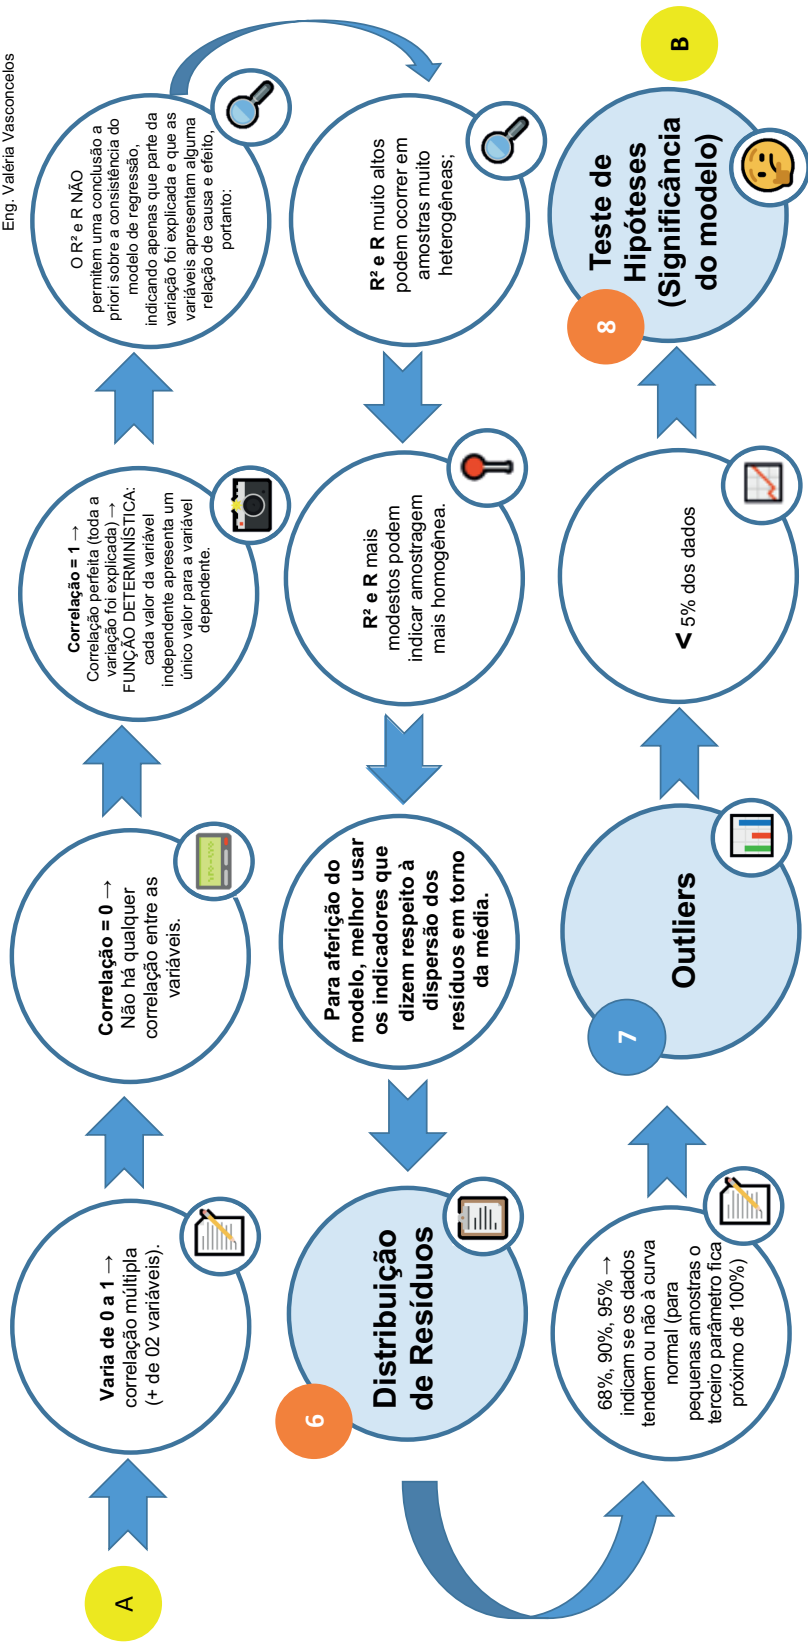 Eng. Valéria Vasconcelos
A
Varia de 0 a 1 →
correlação múltipla
(+ de 02 variáveis).
Correlação = 0 →
Não há qualquer
correlação entre as
variáveis.
Correlação = 1 →
Correlação perfeita (toda a
variação foi explicada) →
FUNÇÃO DETERMINÍSTICA:
cada valor da variável
independente apresenta um
único valor para a variável
dependente.
O R² e R NÃO
permitem uma conclusão a
priori sobre a consistência do
modelo de regressão,
indicando apenas que parte da
variação foi explicada e que as
variáveis apresentam alguma
relação de causa e efeito,
portanto:
R² e R muito altos
podem ocorrer em
amostras muito
heterogêneas;
R² e R mais
modestos podem
indicar amostragem
mais homogênea.
Para aferição do
modelo, melhor usar
os indicadores que
dizem respeito à
dispersão dos
resíduos em torno
da média.
6
Distribuição
de Resíduos
68%, 90%, 95% →
indicam se os dados
tendem ou não à curva
normal (para
pequenas amostras o
terceiro parâmetro fica
próximo de 100%)
7
Outliers
< 5% dos dados
8
Teste de
Hipóteses
(Significância
do modelo)
B